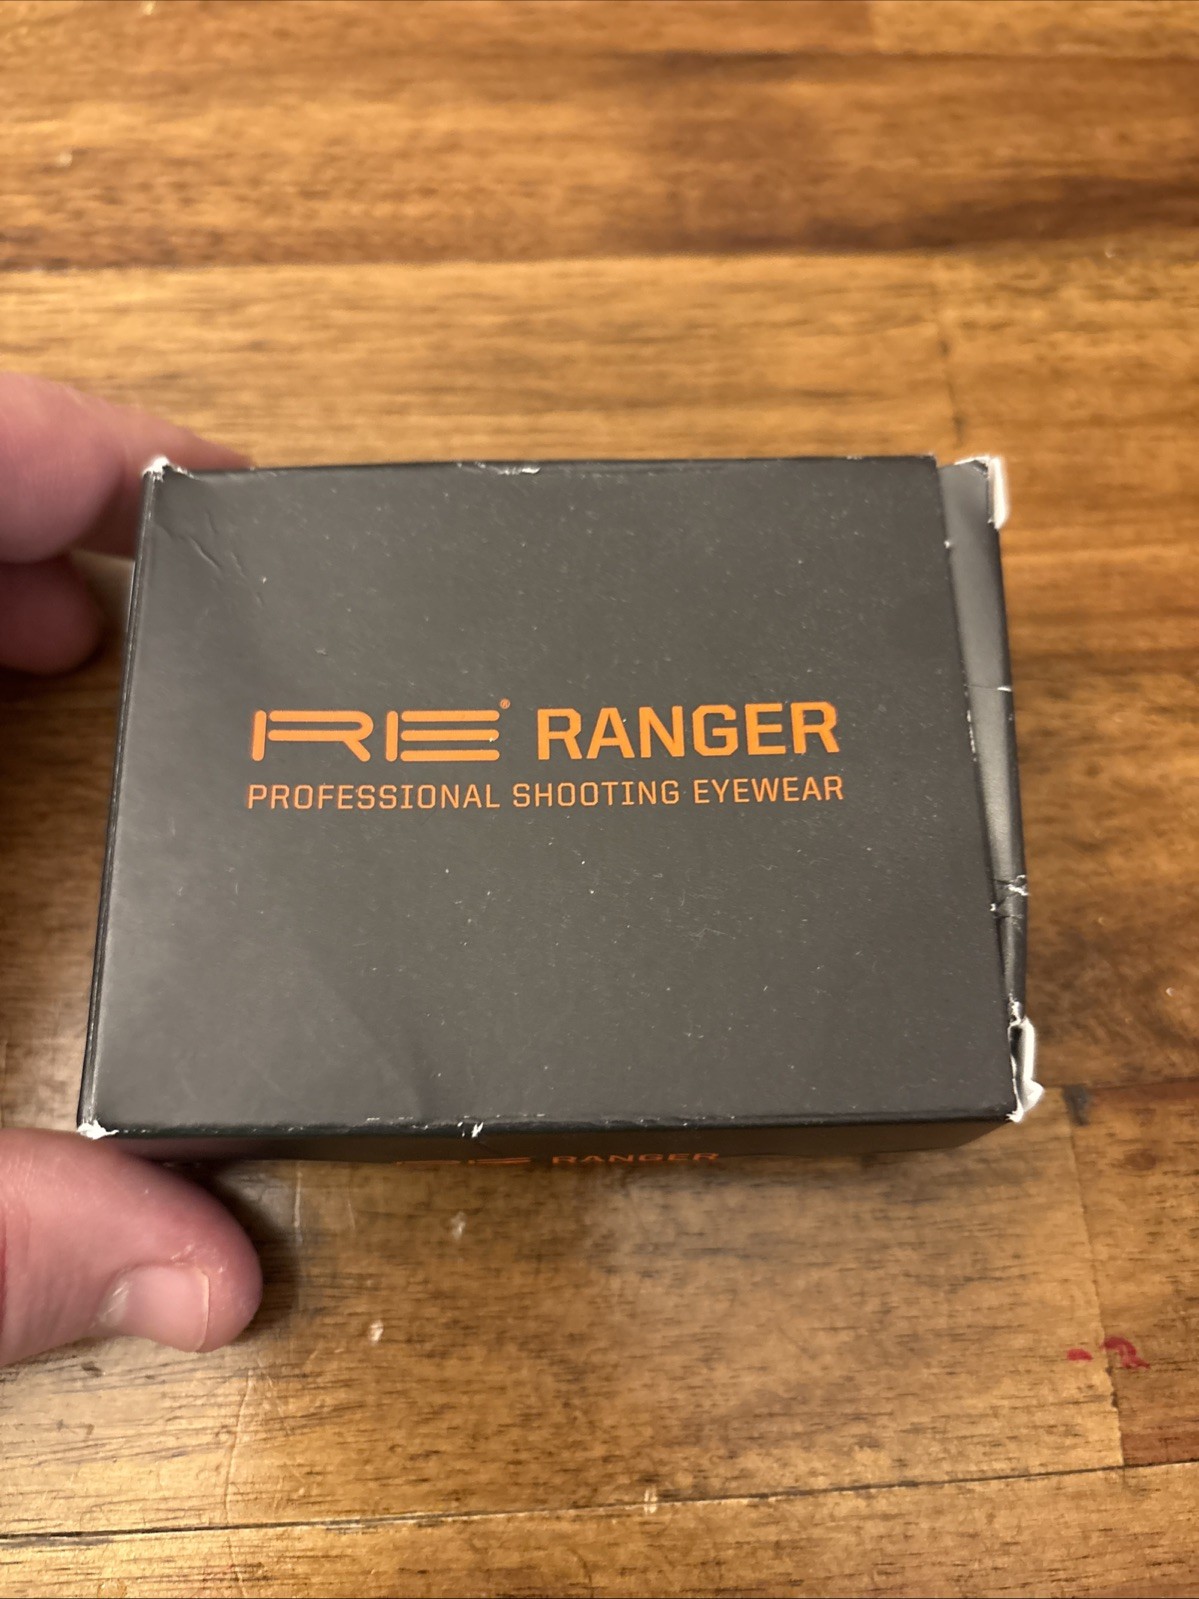 RE® RANGER
PROFESSIONAL SHOOTING EYEWEAR
RE RANGER